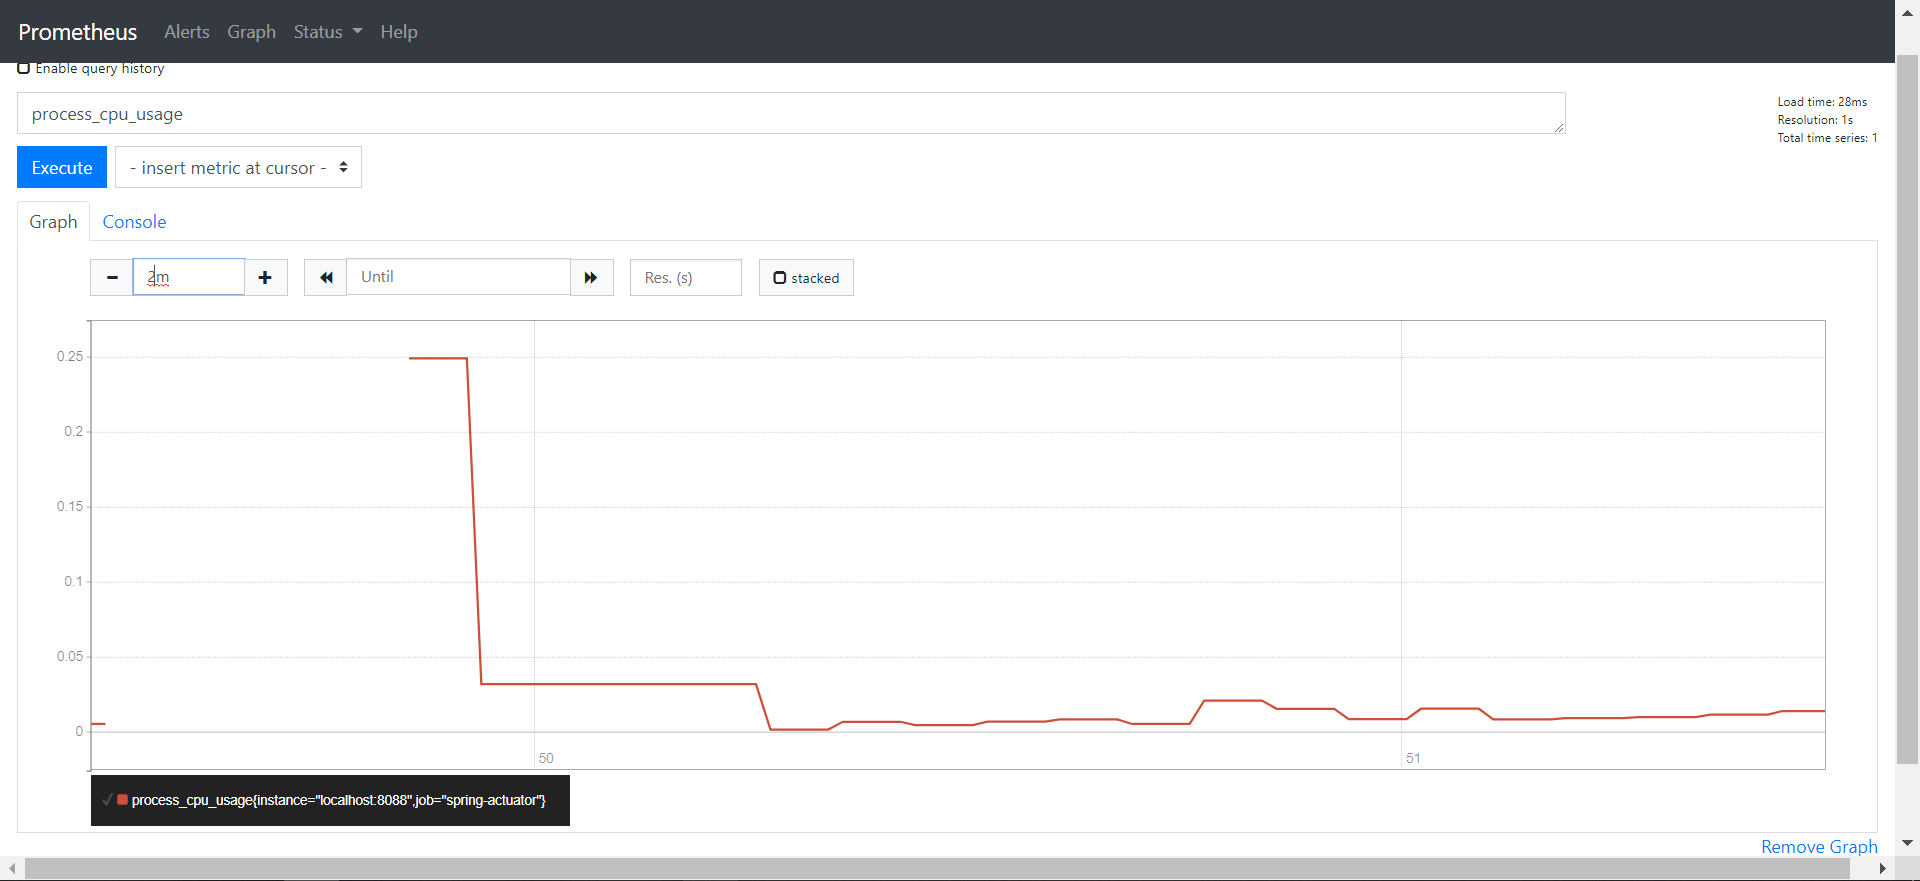 Prometheus Alerts Graph Status Help
Enable query history
process_cpu_usage
Load time: 28ms
Resolution: 1s
Total time series: 1
Execute - insert metric at cursor -
Graph Console
2m Until Res. (s) stacked
0.25
0.2
0.15
0.1
0.05
0
50 51
process_cpu_usage{instance="localhost:8088",job="spring-actuator"}
Remove Graph